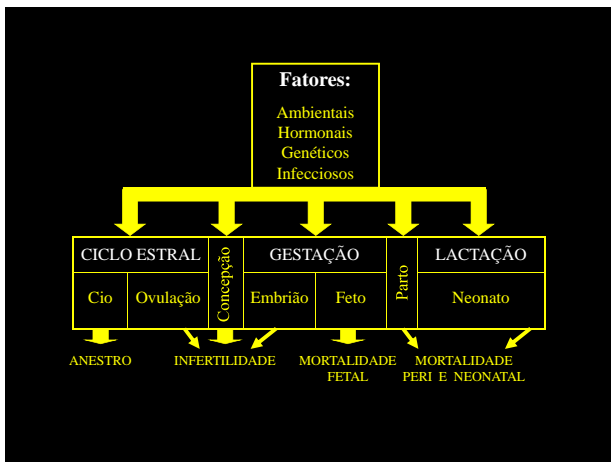 Fatores:
Ambientais
Hormonais
Genéticos
Infecciosos
CICLO ESTRAL
Concepção
GESTAÇÃO
Parto
LACTAÇÃO
Cio
Ovulação
Embrião
Feto
Neonato
ANESTRO
INFERTILIDADE
MORTALIDADE
FETAL
MORTALIDADE
PERI E NEONATAL